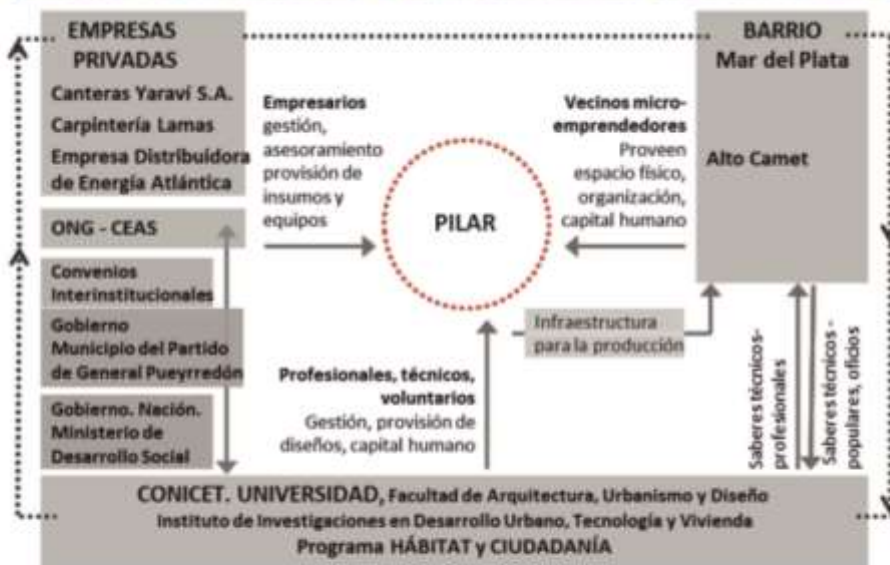 EMPRESAS
PRIVADAS
Canteras Yaraví S.A.
Carpintería Lamas
Empresa Distribuidora
de Energía Atlántica
ONG - CEAS
Convenios
Interinstitucionales
Gobierno
Municipio del Partido
de General Pueyrredón
Gobierno. Nación.
Ministerio de
Desarrollo Social
Empresarios
gestión,
asesoramiento
provisión de
insumos y
equipos
PILAR
Vecinos micro-
emprendedores
Proveen
espacio físico,
organización,
capital humano
BARRIO
Mar del Plata
Alto Camet
Infraestructura
para la producción
Profesionales, técnicos,
voluntarios
Gestión, provisión de
diseños, capital humano
Saberes técnicos-
profesionales
Saberes técnicos -
populares, oficios
CONICET. UNIVERSIDAD, Facultad de Arquitectura, Urbanismo y Diseño
Instituto de Investigaciones en Desarrollo Urbano, Tecnología y Vivienda
Programa HÁBITAT y CIUDADANÍA